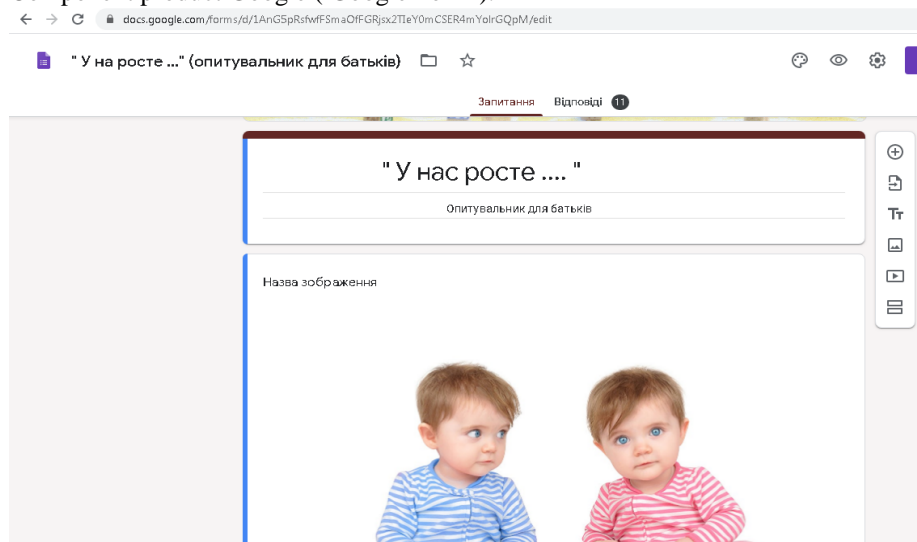 docs.google.com/forms/d/1AnG5pRsfwfFSmaOfFGRjsx2TIeY0mCSER4mYolrGQpM/edit
" У на росте ..." (опитувальник для батьків)
Запитання Відповіді 11
" У нас росте .... "
Опитувальник для батьків
Tт
Назва зображення